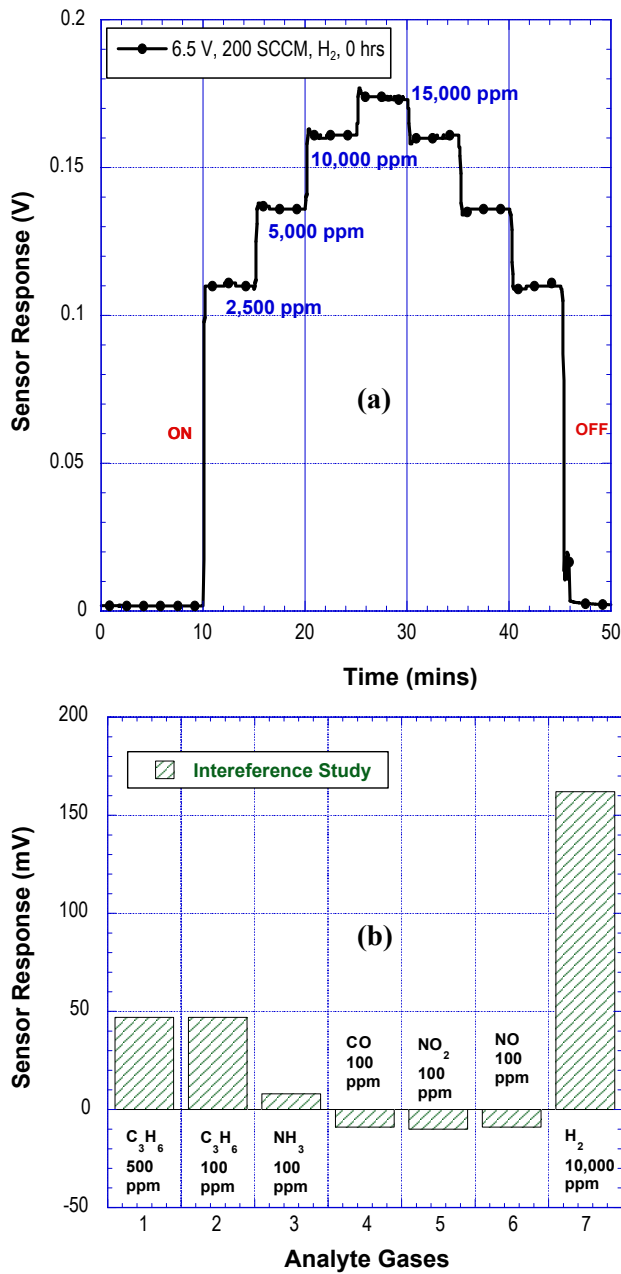 6.5 V, 200 SCCM, H₂, 0 hrs
0.2
0.15
0.1
0.05
0
Sensor Response (V)
15,000 ppm
10,000 ppm
5,000 ppm
2,500 ppm
(a)
ON
OFF
0 10 20 30 40 50
Time (mins)
200
150
100
50
0
-50
Sensor Response (mV)
Intereference Study
(b)
C₃H₆
500
ppm
C₃H₆
100
ppm
NH₃
100
ppm
CO
100
ppm
NO₂
100
ppm
NO
100
ppm
H₂
10,000
ppm
1 2 3 4 5 6 7
Analyte Gases